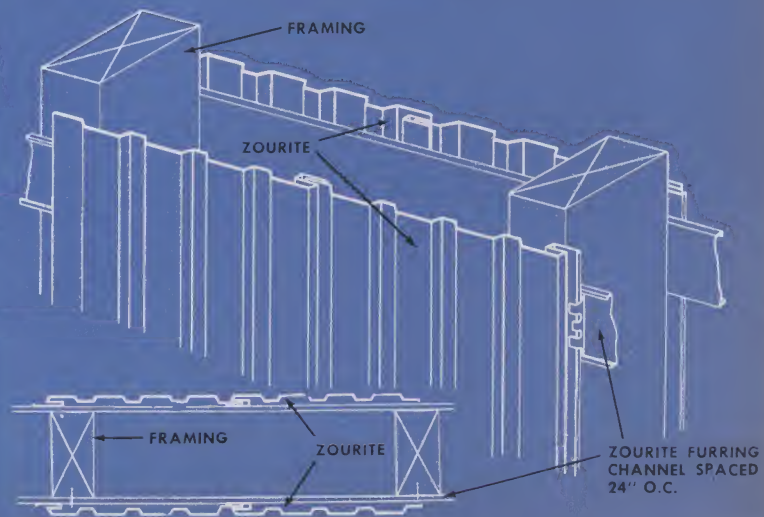 FRAMING
ZOURITE
FRAMING
ZOURITE
ZOURITE FURRING
CHANNEL SPACED
24" O.C.